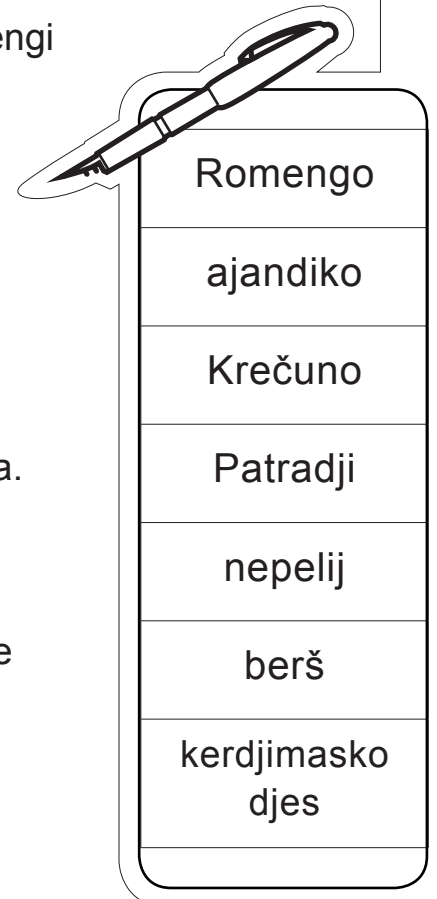 engi
Romengo
ajandiko
Krečuno
a.
Patradji
nepelij
e
berš
kerdjimasko
djes